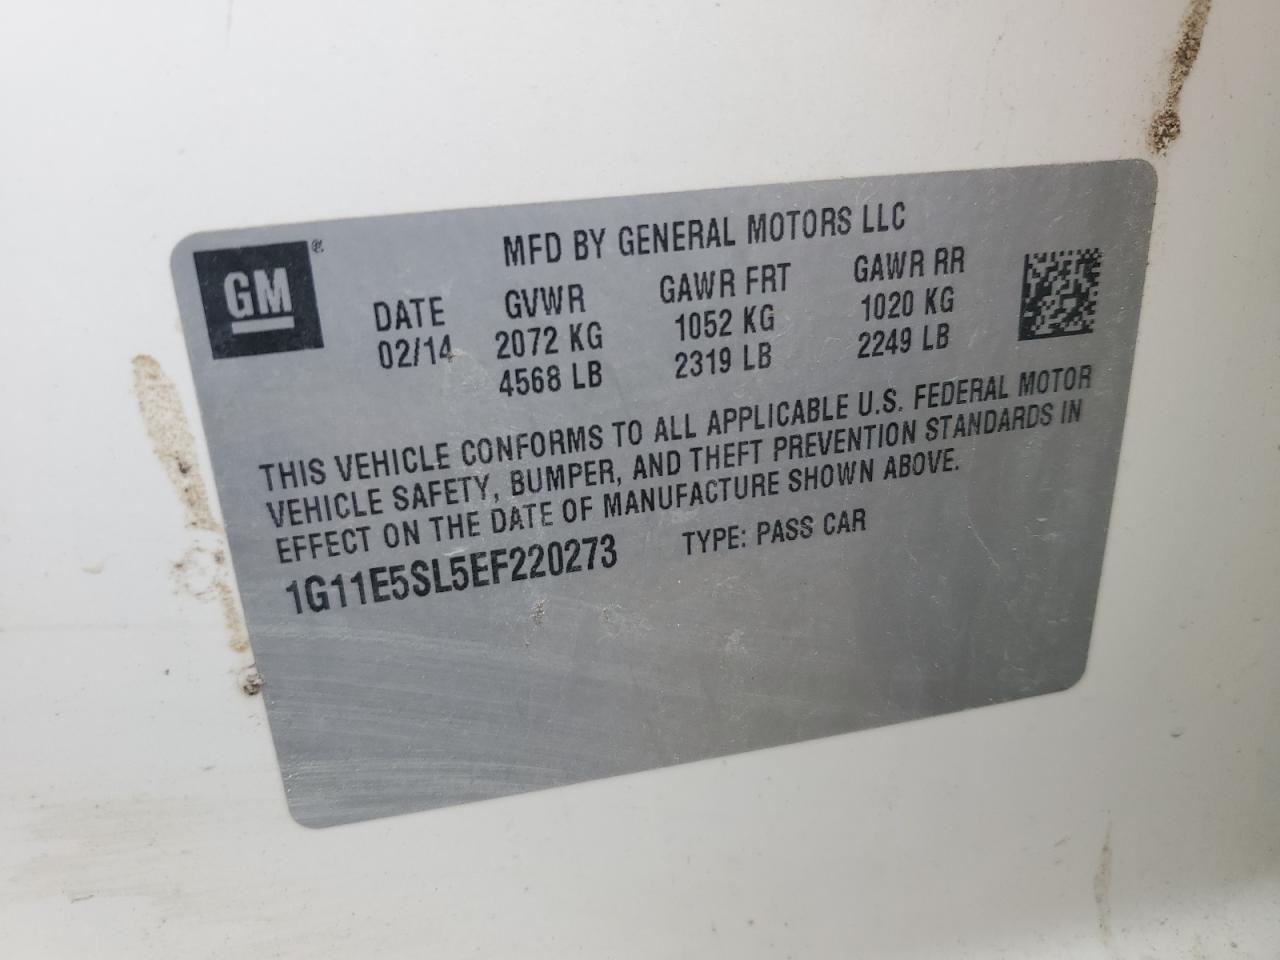 GM ®
MFD BY GENERAL MOTORS LLC
DATE GVWR GAWR FRT GAWR RR
02/14 2072 KG 1052 KG 1020 KG
4568 LB 2319 LB 2249 LB
THIS VEHICLE CONFORMS TO ALL APPLICABLE U.S. FEDERAL MOTOR
VEHICLE SAFETY, BUMPER, AND THEFT PREVENTION STANDARDS IN
EFFECT ON THE DATE OF MANUFACTURE SHOWN ABOVE.
1G11E5SL5EF220273 TYPE: PASS CAR